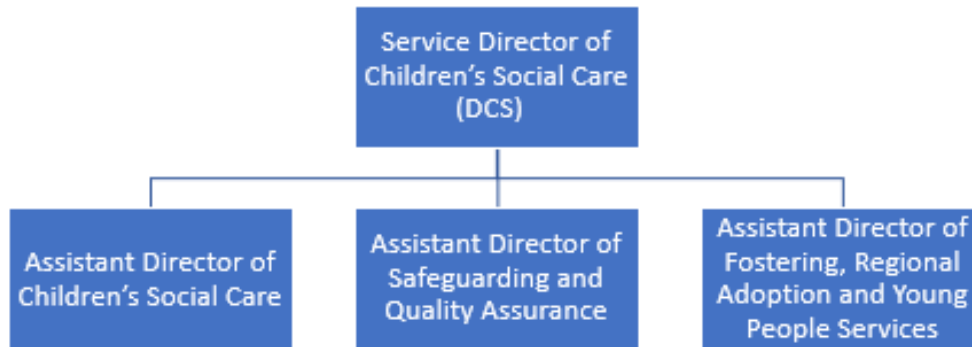 Service Director of
Children’s Social Care
(DCS)
Assistant Director of
Children’s Social Care
Assistant Director of
Safeguarding and
Quality Assurance
Assistant Director of
Fostering, Regional
Adoption and Young
People Services